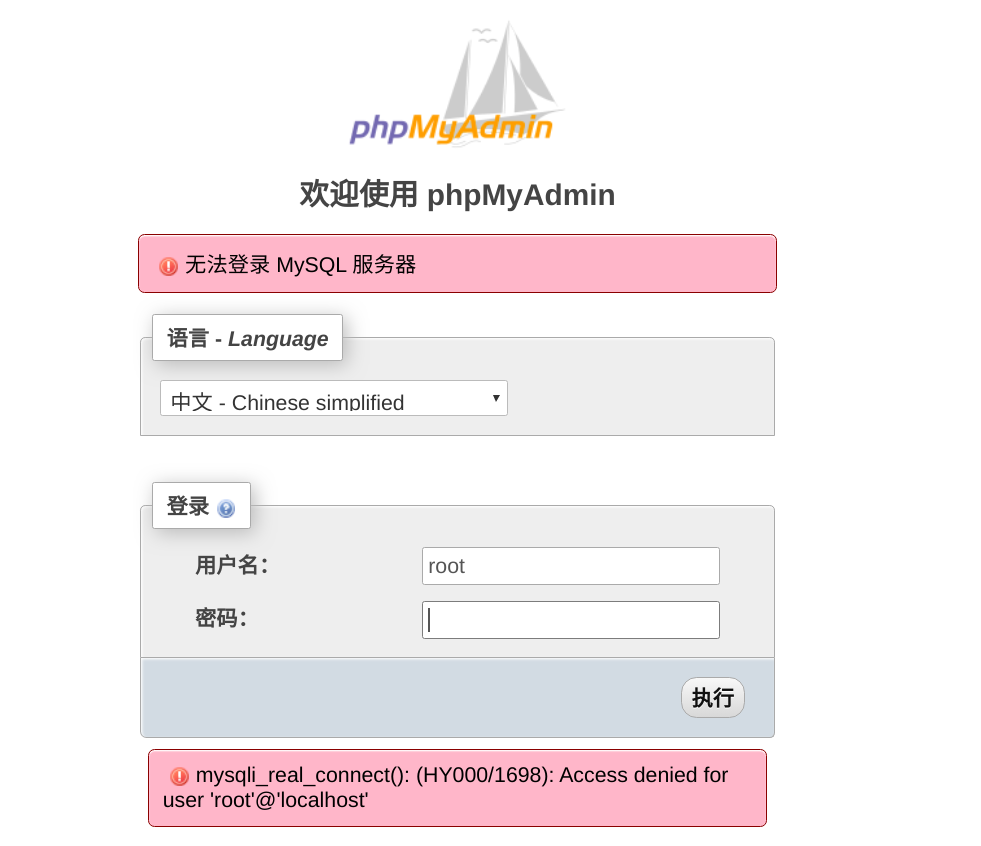 phpMyAdmin
欢迎使用 phpMyAdmin
无法登录 MySQL 服务器
语言 - Language
中文 - Chinese simplified
登录
用户名：
root
密码：
执行
mysqli_real_connect(): (HY000/1698): Access denied for
user 'root'@'localhost'